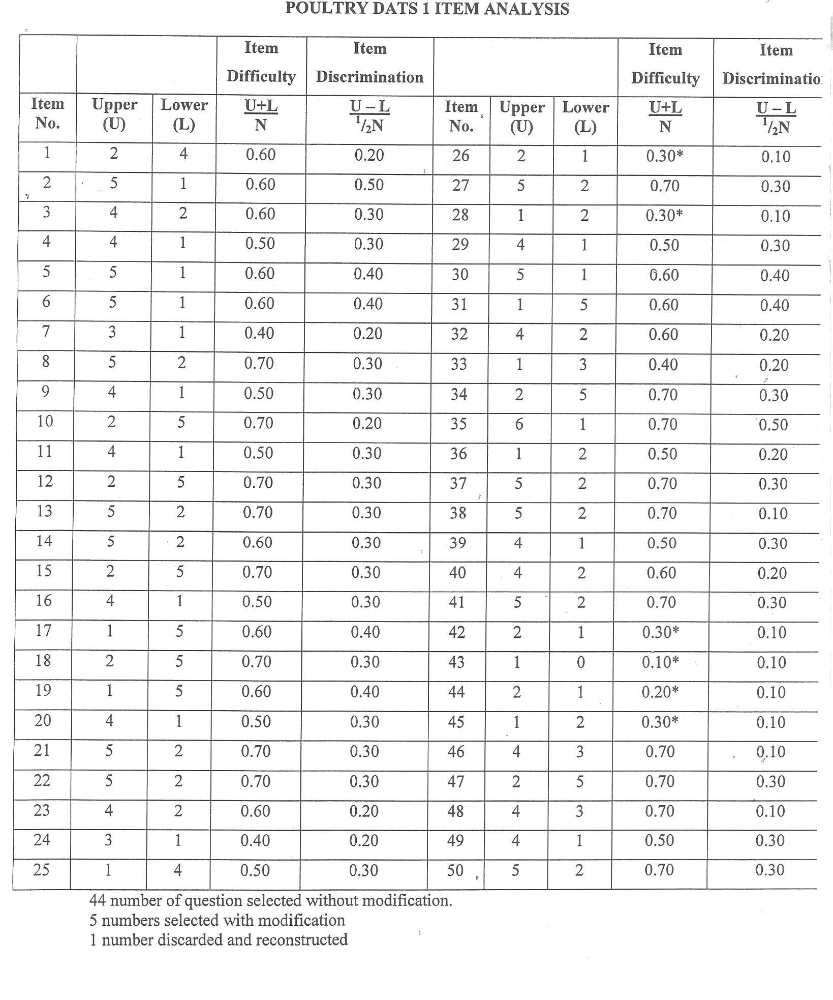 POULTRY DATS 1 ITEM ANALYSIS
Item Difficulty Item Discrimination Item Difficulty Item Discriminatio
Item No. Upper (U) Lower (L) U+L N U – L 1/2N Item No. Upper (U) Lower (L) U+L N U – L 1/2N
1 2 4 0.60 0.20 26 2 1 0.30* 0.10
2 5 1 0.60 0.50 27 5 2 0.70 0.30
3 4 2 0.60 0.30 28 1 2 0.30* 0.10
4 4 1 0.50 0.30 29 4 1 0.50 0.30
5 5 1 0.60 0.40 30 5 1 0.60 0.40
6 5 1 0.60 0.40 31 1 5 0.60 0.40
7 3 1 0.40 0.20 32 4 2 0.60 0.20
8 5 2 0.70 0.30 33 1 3 0.40 0.20
9 4 1 0.50 0.30 34 2 5 0.70 0.30
10 2 5 0.70 0.20 35 6 1 0.70 0.50
11 4 1 0.50 0.30 36 1 2 0.50 0.20
12 2 5 0.70 0.30 37 5 2 0.70 0.30
13 5 2 0.70 0.30 38 5 2 0.70 0.10
14 5 2 0.60 0.30 39 4 1 0.50 0.30
15 2 5 0.70 0.30 40 4 2 0.60 0.20
16 4 1 0.50 0.30 41 5 2 0.70 0.30
17 1 5 0.60 0.40 42 2 1 0.30* 0.10
18 2 5 0.70 0.30 43 1 0 0.10* 0.10
19 1 5 0.60 0.40 44 2 1 0.20* 0.10
20 4 1 0.50 0.30 45 1 2 0.30* 0.10
21 5 2 0.70 0.30 46 4 3 0.70 0.10
22 5 2 0.70 0.30 47 2 5 0.70 0.30
23 4 2 0.60 0.20 48 4 3 0.70 0.10
24 3 1 0.40 0.20 49 4 1 0.50 0.30
25 1 4 0.50 0.30 50 5 2 0.70 0.30
44 number of question selected without modification.
5 numbers selected with modification
1 number discarded and reconstructed